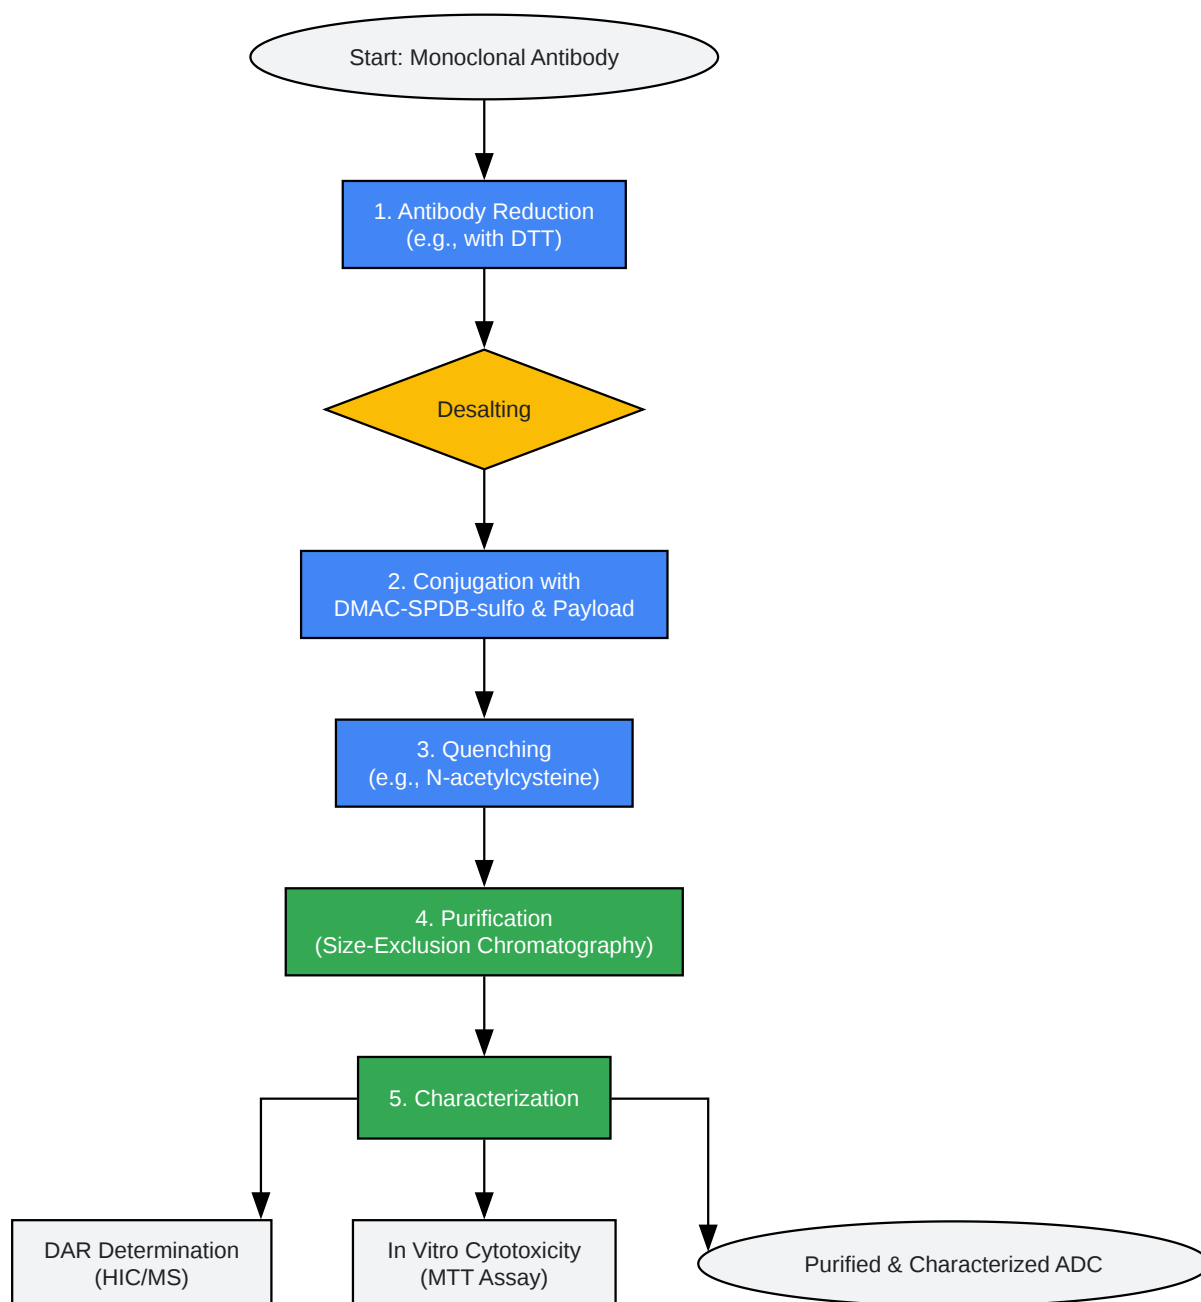 Start: Monoclonal Antibody
1. Antibody Reduction
(e.g., with DTT)
Desalting
2. Conjugation with
DMAC-SPDB-sulfo & Payload
3. Quenching
(e.g., N-acetylcysteine)
4. Purification
(Size-Exclusion Chromatography)
5. Characterization
DAR Determination
(HIC/MS)
In Vitro Cytotoxicity
(MTT Assay)
Purified & Characterized ADC